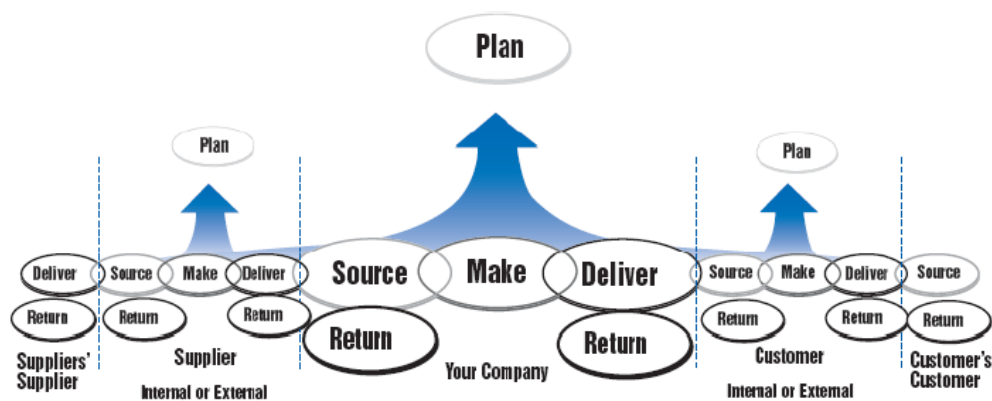 Plan
Plan
Plan
Deliver
Source
Make
Deliver
Source
Make
Deliver
Source
Make
Deliver
Source
Return
Return
Return
Return
Return
Return
Return
Return
Suppliers'
Supplier
Supplier
Internal or External
Your Company
Customer
Internal or External
Customer's
Customer